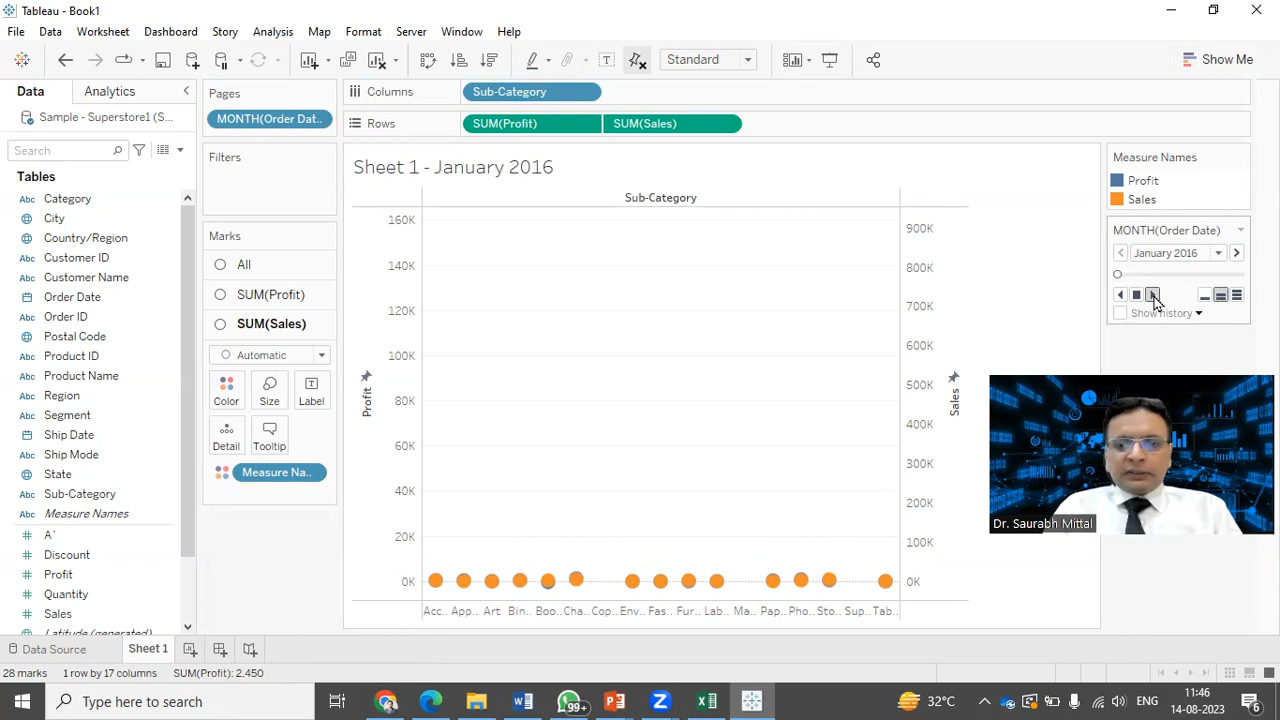 Tableau - Book1
File Data Worksheet Dashboard Story Analysis Map Format Server Window Help
Standard
Show Me
Data Analytics
Sample - Superstore1 (S...
Search
Tables
Category
City
Country/Region
Customer ID
Customer Name
Order Date
Order ID
Postal Code
Product ID
Product Name
Region
Segment
Ship Date
Ship Mode
State
Sub-Category
Measure Names
A`
Discount
Profit
Quantity
Sales
Latitude (generated)
Pages
MONTH(Order Dat..
Filters
Marks
All
SUM(Profit)
SUM(Sales)
Automatic
Color Size Label
Detail Tooltip
Measure Na..
Columns Sub-Category
Rows SUM(Profit) SUM(Sales)
Sheet 1 - January 2016
Sub-Category
160K
140K
120K
100K
80K
60K
40K
20K
0K
Profit
900K
800K
700K
600K
500K
400K
300K
200K
100K
0K
Sales
Acc.. App.. Art Bin.. Boo.. Cha.. Cop.. Env.. Fas.. Fur.. Lab.. Ma.. Pap.. Pho.. Sto.. Sup.. Tab..
Measure Names
Profit
Sales
MONTH(Order Date)
January 2016
Show history
Dr. Saurabh Mittal
Data Source Sheet 1
28 marks 1 row by 17 columns SUM(Profit): 2.450
Type here to search
99+
32°C
ENG
11:46
14-08-2023
6